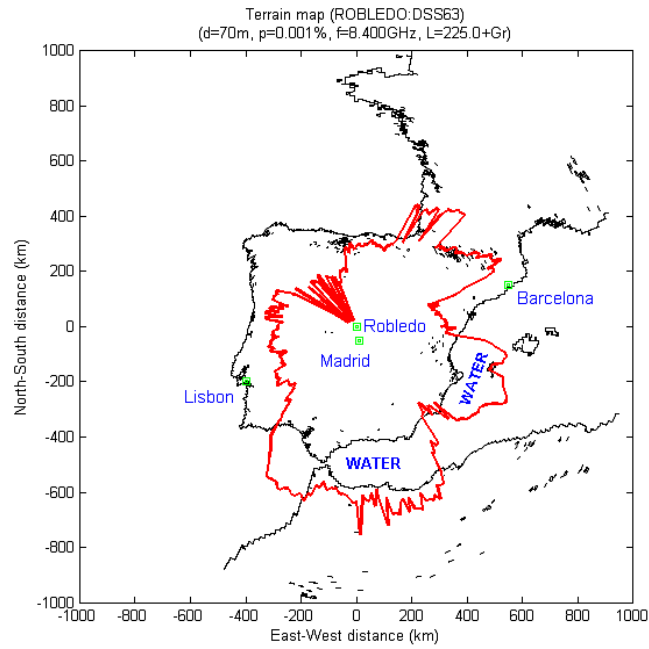 Terrain map (ROBLEDO:DSS63)
(d=70m, p=0.001%, f=8.400GHz, L=225.0+Gr)
North-South distance (km)
1000
800
600
400
200
0
-200
-400
-600
-800
-1000
Barcelona
Robledo
Madrid
Lisbon
WATER
WATER
-1000 -800 -600 -400 -200 0 200 400 600 800 1000
East-West distance (km)